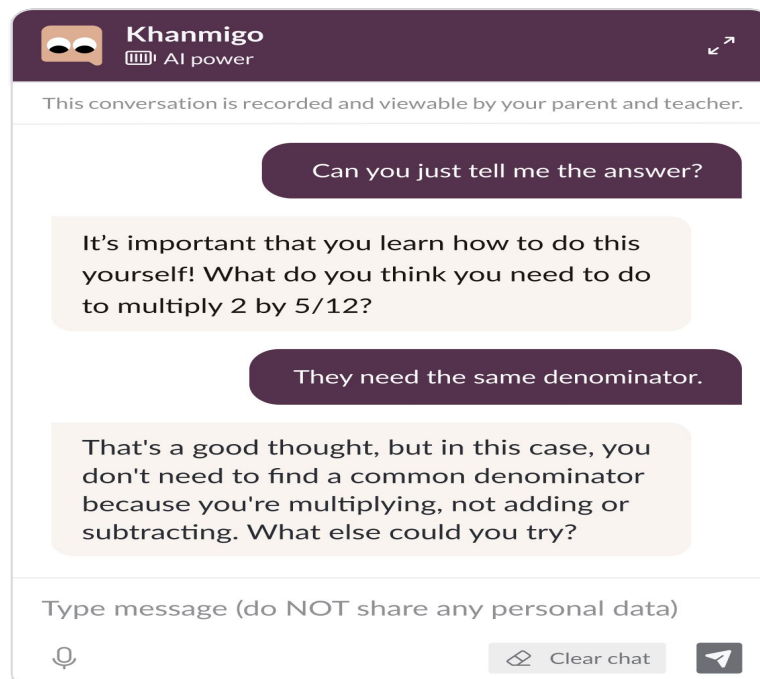 Khanmigo
AI power
This conversation is recorded and viewable by your parent and teacher.
Can you just tell me the answer?
It’s important that you learn how to do this
yourself! What do you think you need to do
to multiply 2 by 5/12?
They need the same denominator.
That's a good thought, but in this case, you
don't need to find a common denominator
because you're multiplying, not adding or
subtracting. What else could you try?
Type message (do NOT share any personal data)
Clear chat